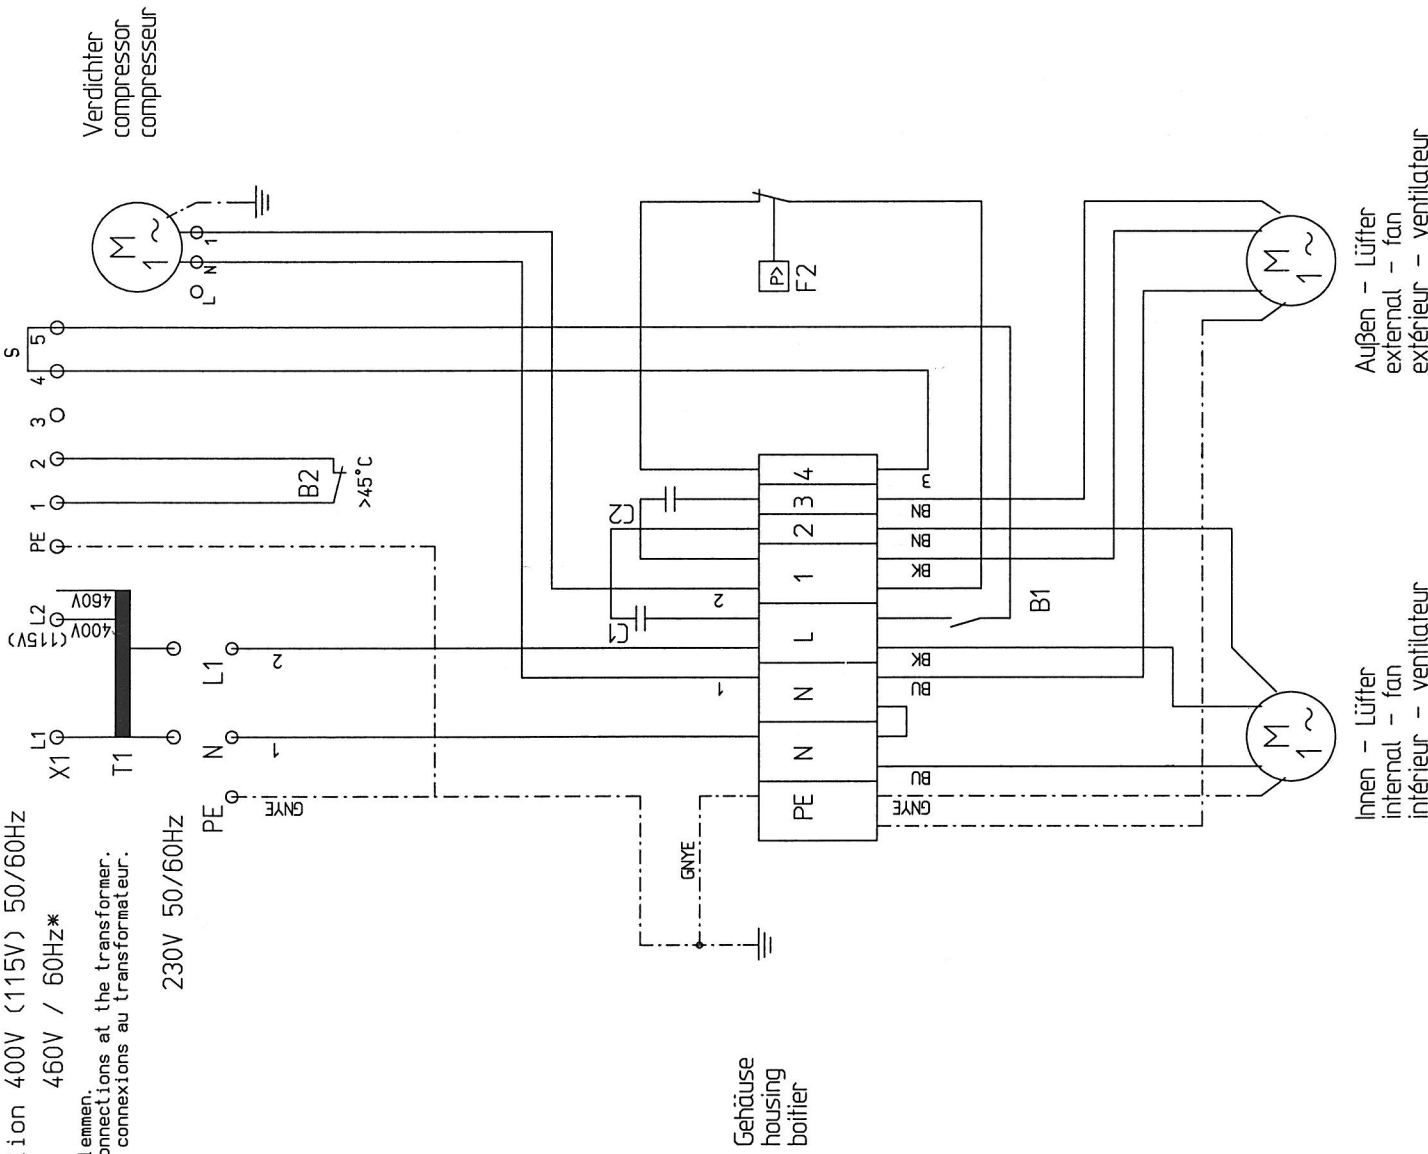 ion 400V (115V) 50/60Hz
460V / 60Hz*
lemmen.
onnections at the transformer.
connexions au transformateur.
230V 50/60Hz
X1
L1
L2
PE
1
2
3
4
5
S
(115V)
400V
460V
T1
B2
>45°C
Verdichter
compressor
compresseur
M
1 ~
L
N
1
PE
N
L1
GNYE
1
2
GNYE
Gehäuse
housing
boitier
C1
C2
1
2
PE
N
N
L
1
2
3
4
P>
F2
GNYE
BU
BU
BK
BK
BN
BN
3
B1
M
1 ~
Innen - Lüfter
internal - fan
intérieur - ventilateur
M
1 ~
Außen - Lüfter
external - fan
extérieur - ventilateur